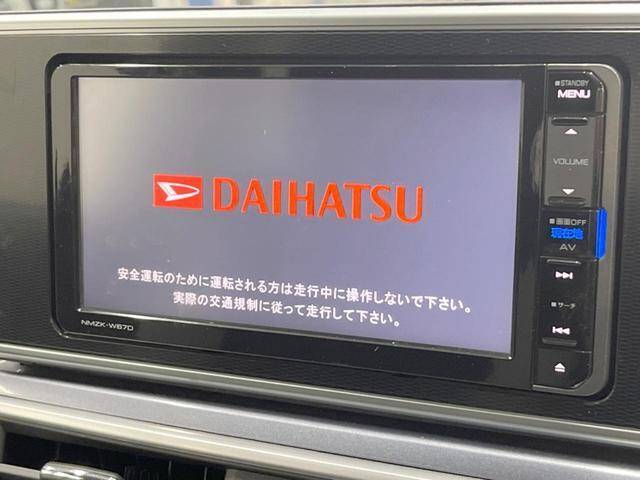 ■STANDBY
MENU
VOLUME
DAIHATSU
■画面OFF
現在地
AV
安全運転のために運転される方は走行中に操作しないで下さい。
実際の交通規制に従って走行して下さい。
■サーチ
NMZK-W67D